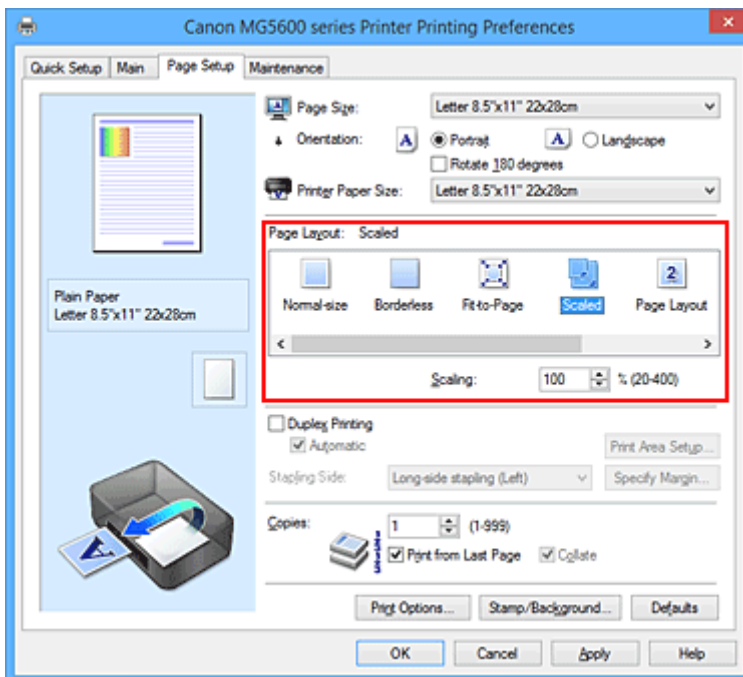 Canon MG5600 series Printer Printing Preferences
Quick Setup Main Page Setup Maintenance
Page Size: Letter 8.5"x11" 22x28cm
Orientation: A Portrait A Landscape
Rotate 180 degrees
Printer Paper Size: Letter 8.5"x11" 22x28cm
Page Layout: Scaled
2
Normal-size Borderless Fit-to-Page Scaled Page Layout
Scaling: 100 % (20-400)
Plain Paper
Letter 8.5"x11" 22x28cm
Duplex Printing
Automatic Print Area Setup...
Stapling Side: Long-side stapling (Left) Specify Margin...
Copies: 1 (1-999)
Print from Last Page Collate
A
Print Options... Stamp/Background... Defaults
OK Cancel Apply Help